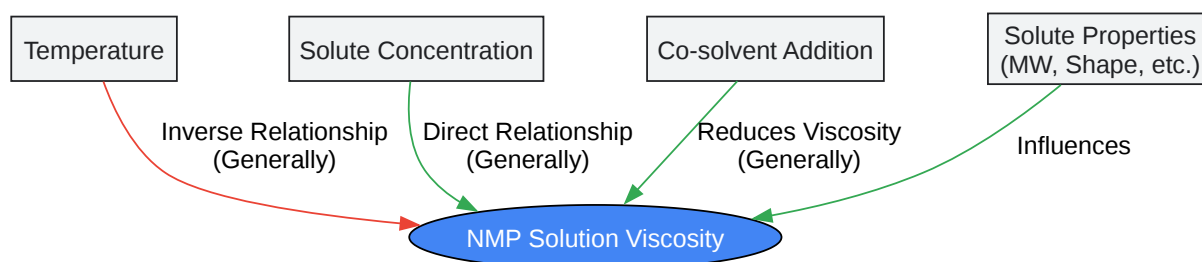 Temperature
Solute Concentration
Co-solvent Addition
Solute Properties
(MW, Shape, etc.)
Inverse Relationship
(Generally)
Direct Relationship
(Generally)
Reduces Viscosity
(Generally)
Influences
NMP Solution Viscosity